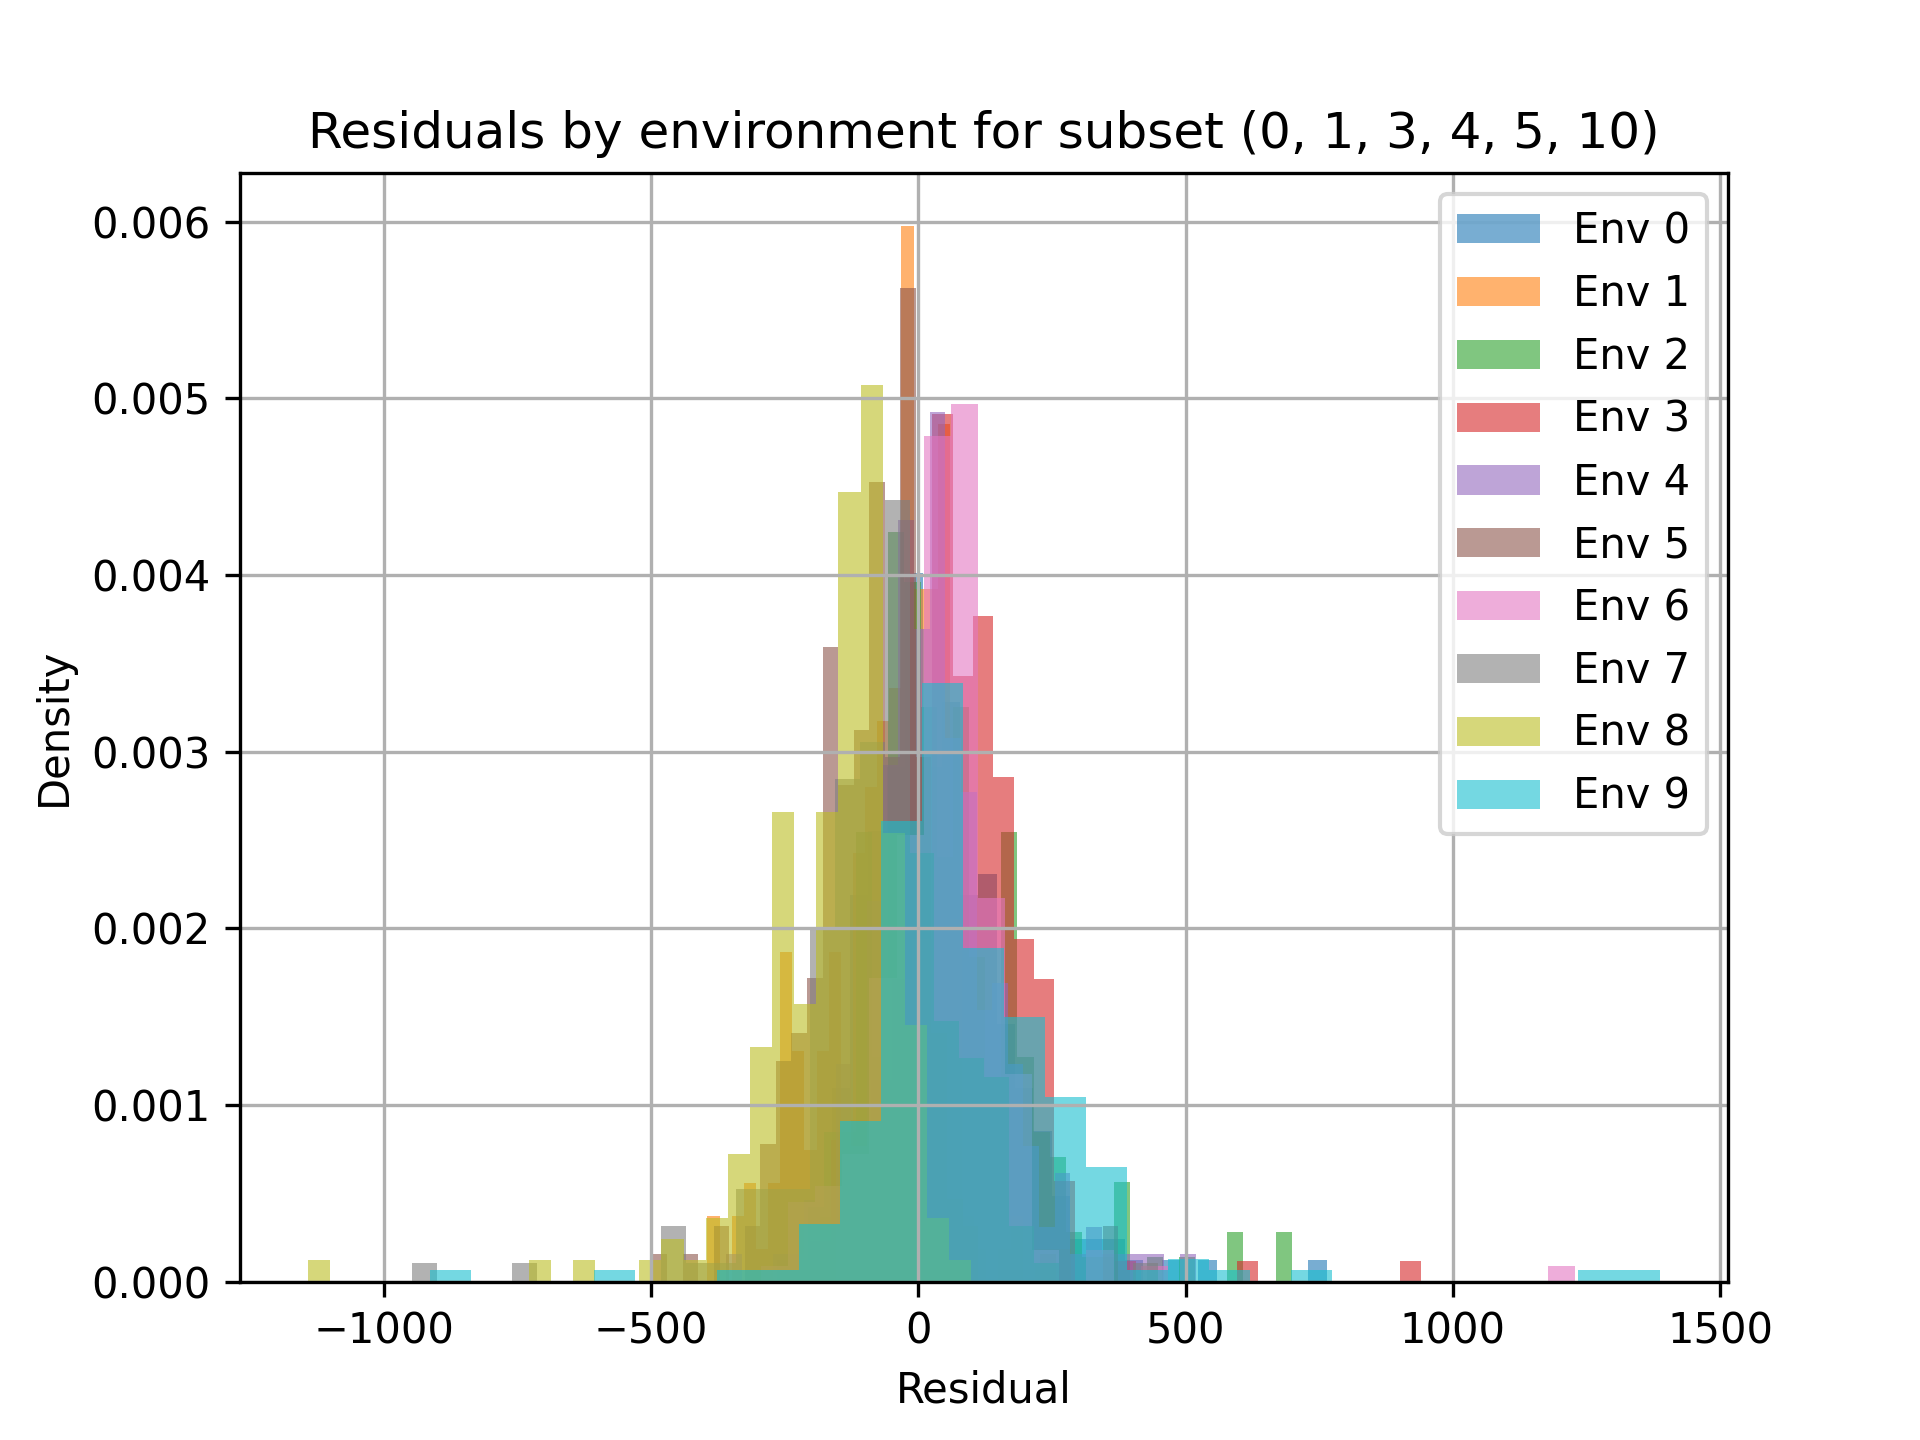 Residuals by environment for subset (0, 1, 3, 4, 5, 10)
Env 0
Env 1
Env 2
Env 3
Env 4
Env 5
Env 6
Env 7
Env 8
Env 9
Density
0.006
0.005
0.004
0.003
0.002
0.001
0.000
−1000 −500 0 500 1000 1500
Residual